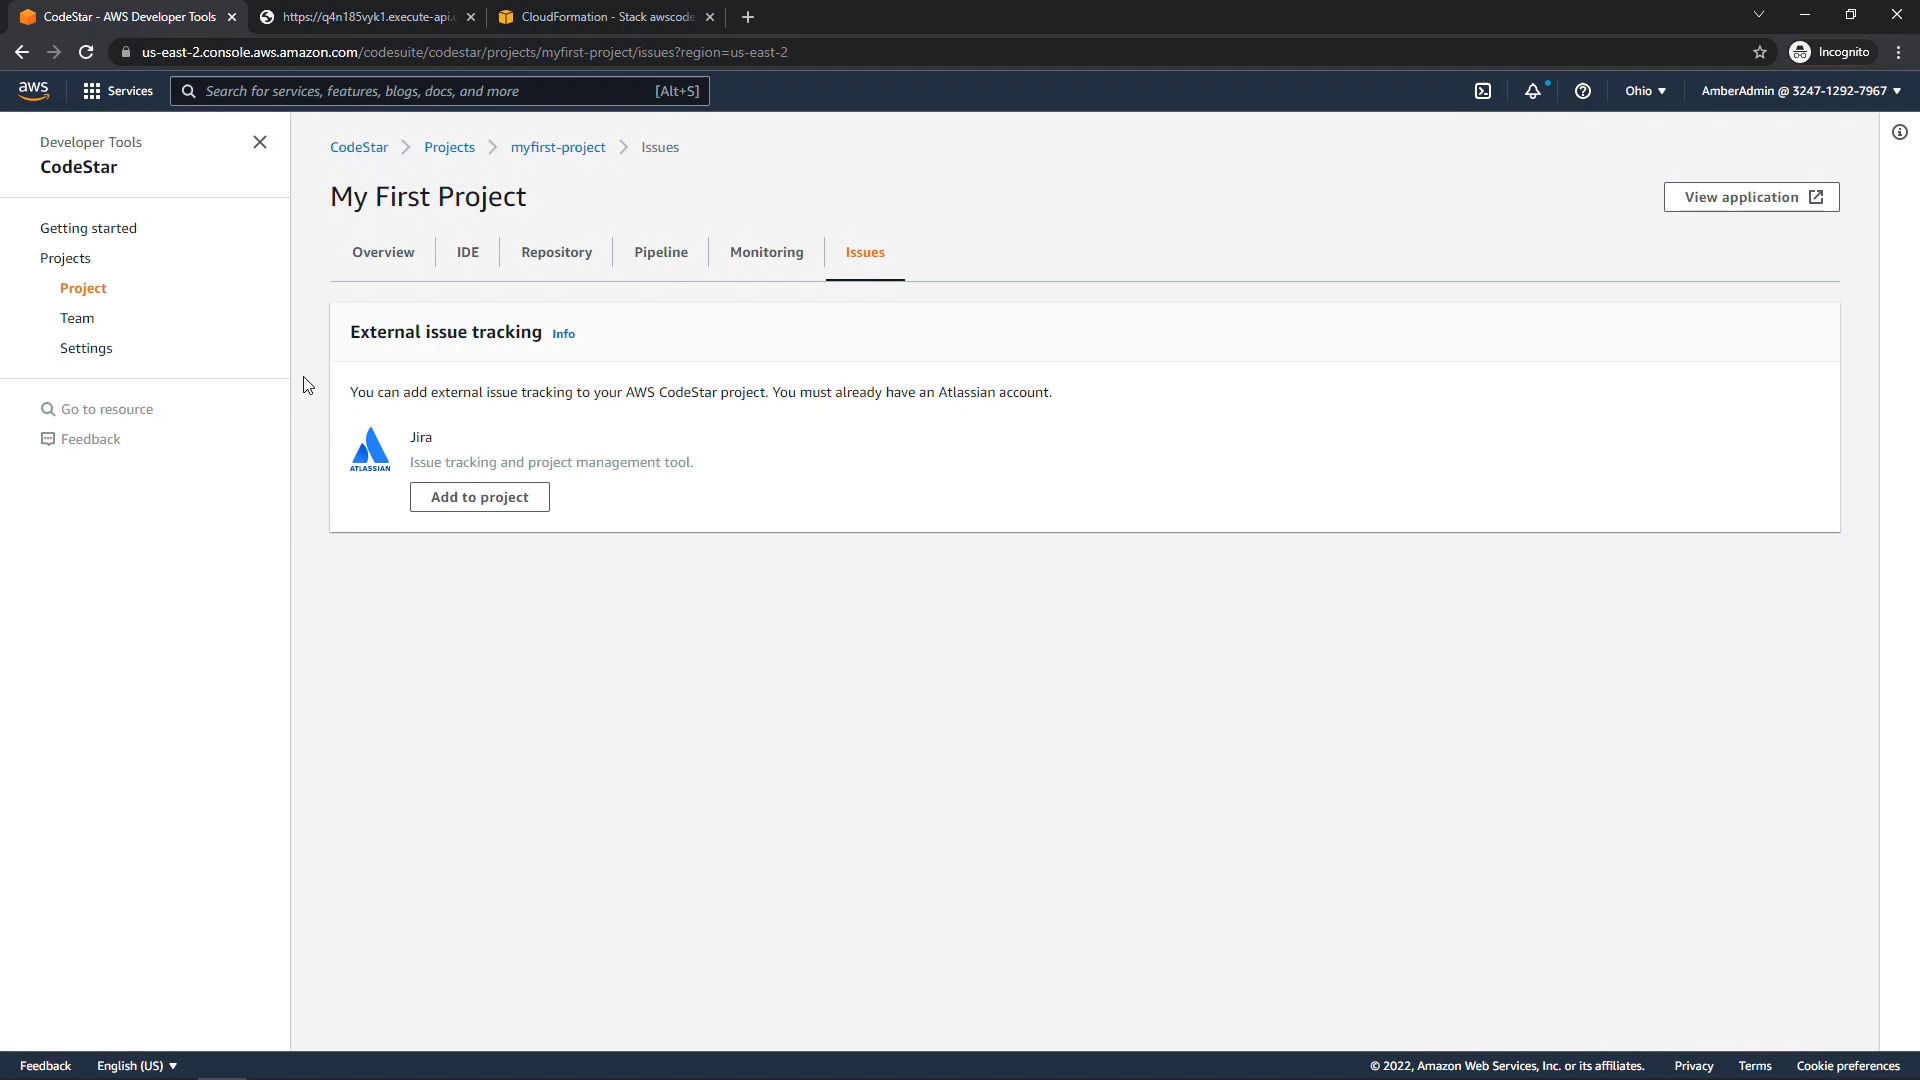 CodeStar - AWS Developer Tools
https://q4n185vyk1.execute-api.u
CloudFormation - Stack awscode
us-east-2.console.aws.amazon.com/codesuite/codestar/projects/myfirst-project/issues?region=us-east-2
Incognito
aws
Services
Search for services, features, blogs, docs, and more
[Alt+S]
Ohio
AmberAdmin @ 3247-1292-7967
Developer Tools
CodeStar
Getting started
Projects
Project
Team
Settings
Go to resource
Feedback
CodeStar
Projects
myfirst-project
Issues
My First Project
View application
Overview
IDE
Repository
Pipeline
Monitoring
Issues
External issue tracking Info
You can add external issue tracking to your AWS CodeStar project. You must already have an Atlassian account.
ATLASSIAN
Jira
Issue tracking and project management tool.
Add to project
Feedback
English (US)
© 2022, Amazon Web Services, Inc. or its affiliates.
Privacy
Terms
Cookie preferences